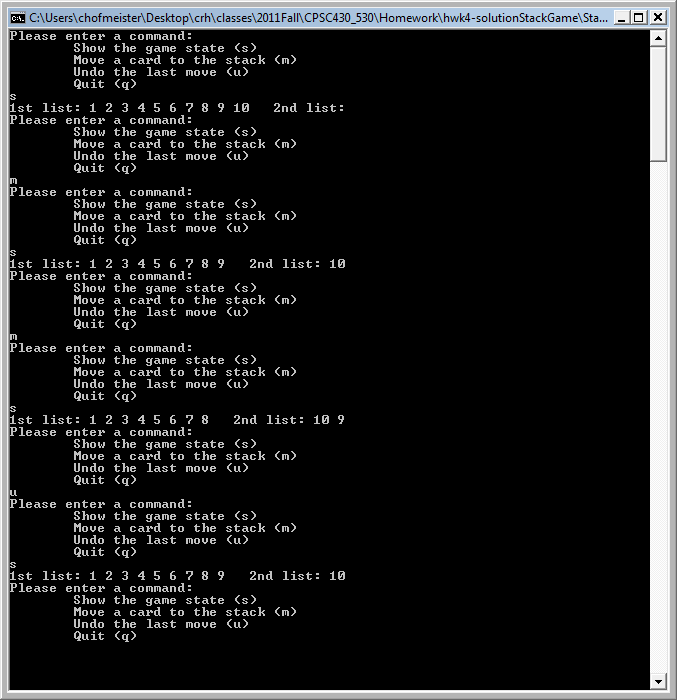 C:\Users\chofmeister\Desktop\crh\classes\2011Fall\CPSC430_530\Homework\hwk4-solutionStackGame\Sta...
Please enter a command:
Show the game state (s)
Move a card to the stack (m)
Undo the last move (u)
Quit (q)
s
1st list: 1 2 3 4 5 6 7 8 9 10   2nd list:
Please enter a command:
Show the game state (s)
Move a card to the stack (m)
Undo the last move (u)
Quit (q)
m
Please enter a command:
Show the game state (s)
Move a card to the stack (m)
Undo the last move (u)
Quit (q)
s
1st list: 1 2 3 4 5 6 7 8 9   2nd list: 10
Please enter a command:
Show the game state (s)
Move a card to the stack (m)
Undo the last move (u)
Quit (q)
m
Please enter a command:
Show the game state (s)
Move a card to the stack (m)
Undo the last move (u)
Quit (q)
s
1st list: 1 2 3 4 5 6 7 8   2nd list: 10 9
Please enter a command:
Show the game state (s)
Move a card to the stack (m)
Undo the last move (u)
Quit (q)
u
Please enter a command:
Show the game state (s)
Move a card to the stack (m)
Undo the last move (u)
Quit (q)
s
1st list: 1 2 3 4 5 6 7 8 9   2nd list: 10
Please enter a command:
Show the game state (s)
Move a card to the stack (m)
Undo the last move (u)
Quit (q)